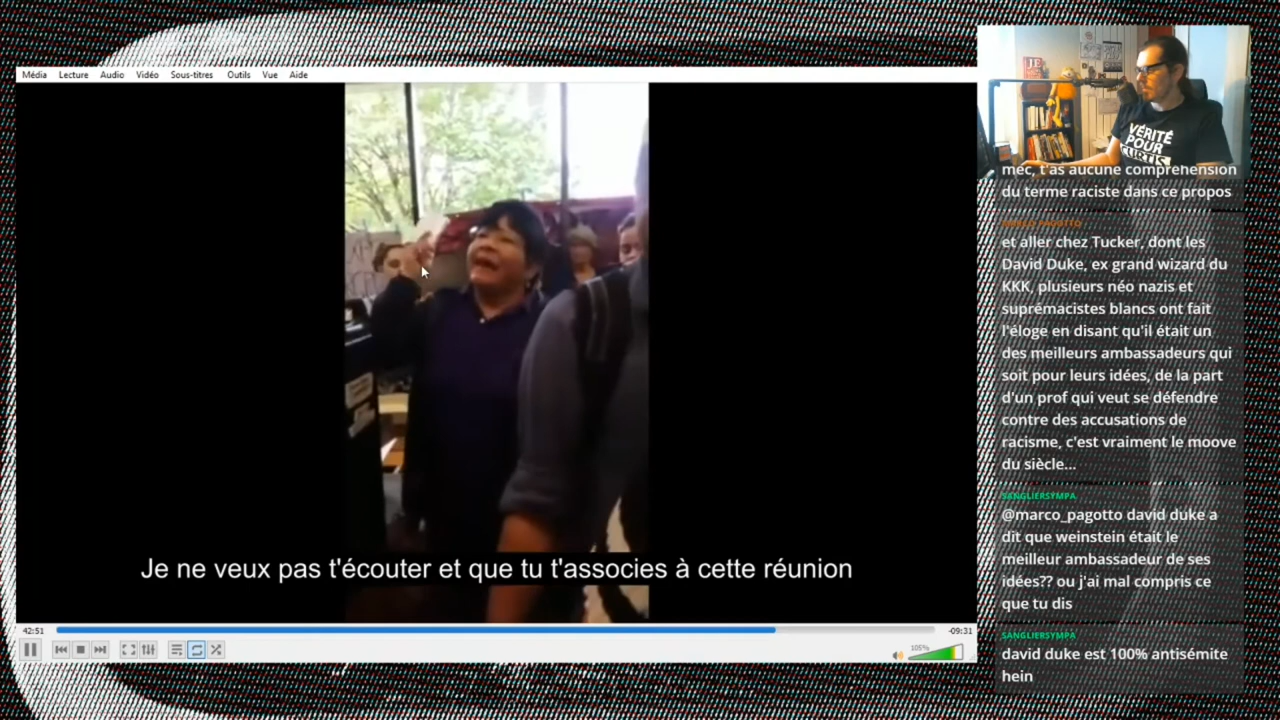 Média Lecture Audio Vidéo Sous-titres Outils Vue Aide
Je ne veux pas t'écouter et que tu t'associes à cette réunion
42:51
-09:31
105%
JE
VÉRITÉ
POUR
CURTIS
mec, t'as aucune compréhension
du terme raciste dans ce propos
MARCO_PAGOTTO
et aller chez Tucker, dont les
David Duke, ex grand wizard du
KKK, plusieurs néo nazis et
suprémacistes blancs ont fait
l'éloge en disant qu'il était un
des meilleurs ambassadeurs qui
soit pour leurs idées, de la part
d'un prof qui veut se défendre
contre des accusations de
racisme, c'est vraiment le moove
du siècle...
SANGLIERSYMPA
@marco_pagotto david duke a
dit que weinstein était le
meilleur ambassadeur de ses
idées?? ou j'ai mal compris ce
que tu dis
SANGLIERSYMPA
david duke est 100% antisémite
hein